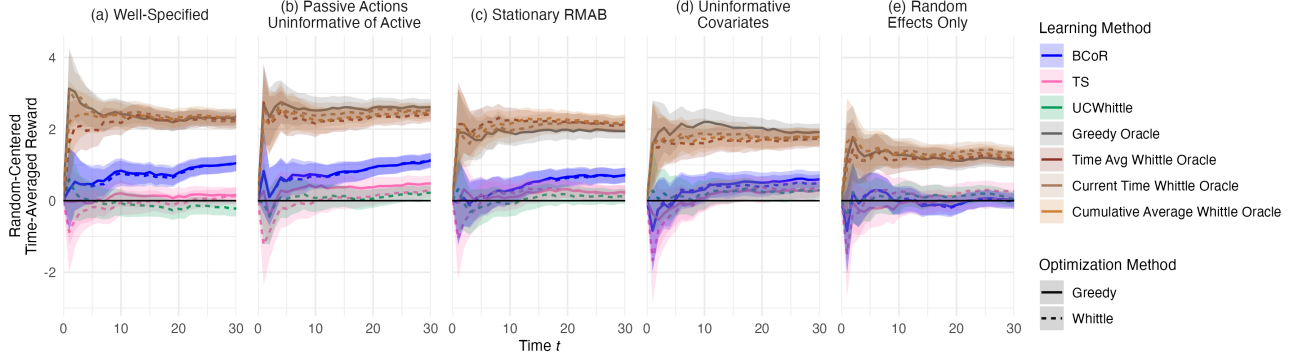 (a) Well-Specified
(b) Passive Actions
Uninformative of Active
(c) Stationary RMAB
(d) Uninformative
Covariates
(e) Random
Effects Only
Random-Centered
Time-Averaged Reward
4
2
0
-2
0 10 20 30
0 10 20 30
0 10 20 30
0 10 20 30
0 10 20 30
Time t
Learning Method
BCoR
TS
UCWhittle
Greedy Oracle
Time Avg Whittle Oracle
Current Time Whittle Oracle
Cumulative Average Whittle Oracle
Optimization Method
Greedy
Whittle